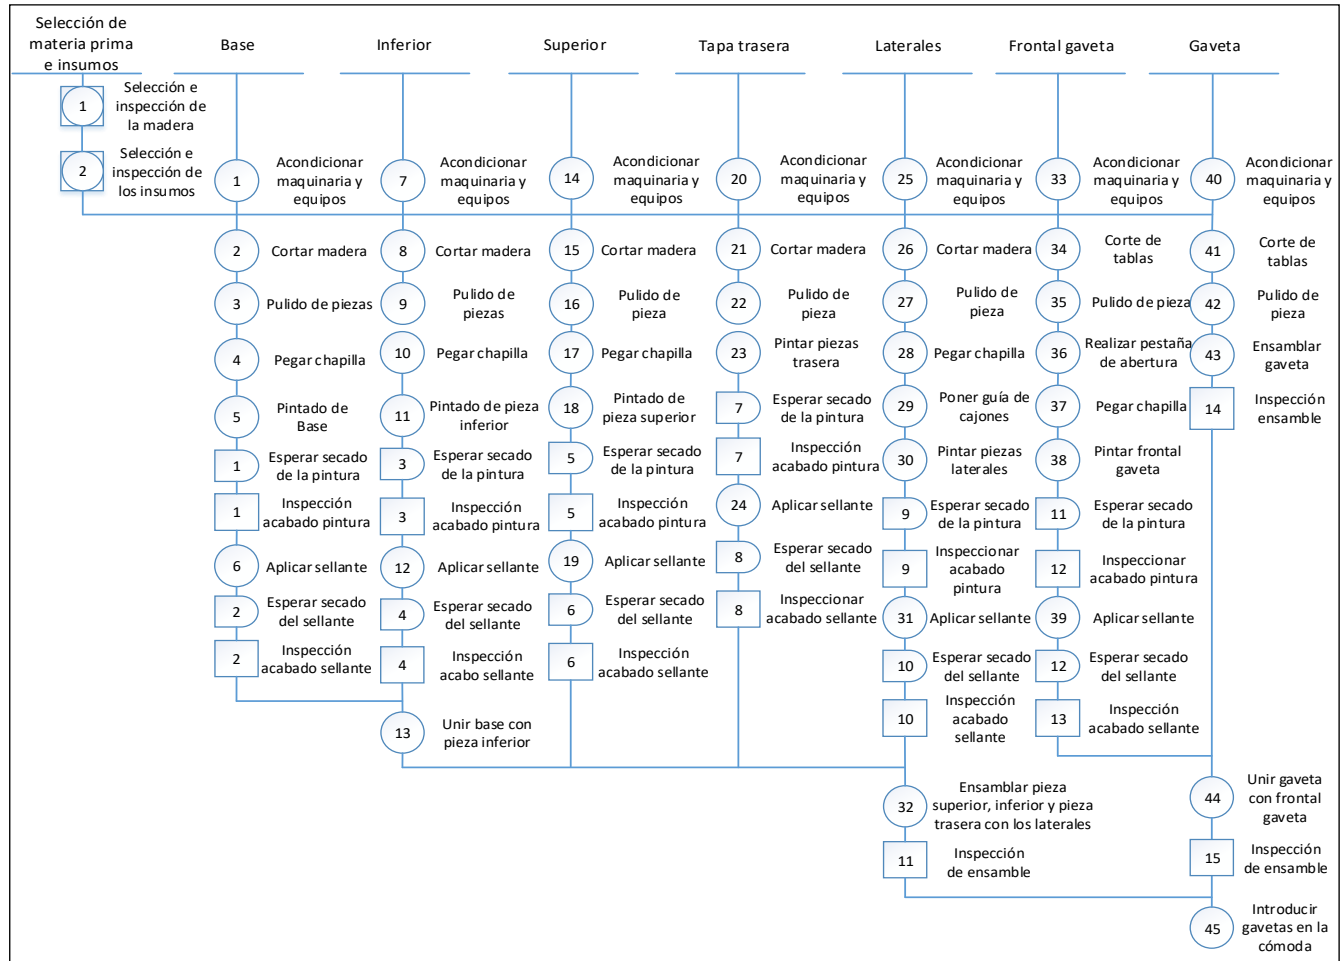 Selección de
materia prima
e insumos
Base
Inferior
Superior
Tapa trasera
Laterales
Frontal gaveta
Gaveta
1
Selección e
inspección de
la madera
2
Selección e
inspección de
los insumos
1
Acondicionar
maquinaria y
equipos
2
Cortar madera
3
Pulido de piezas
4
Pegar chapilla
5
Pintado de
Base
1
Esperar secado
de la pintura
1
Inspección
acabado pintura
6
Aplicar sellante
2
Esperar secado
del sellante
2
Inspección
acabado sellante
7
Acondicionar
maquinaria y
equipos
8
Cortar madera
9
Pulido de
piezas
10
Pegar chapilla
11
Pintado de pieza
inferior
3
Esperar secado
de la pintura
3
Inspección
acabado pintura
12
Aplicar sellante
4
Esperar secado
del sellante
4
Inspección
acabo sellante
13
Unir base con
pieza inferior
14
Acondicionar
maquinaria y
equipos
15
Cortar madera
16
Pulido de
pieza
17
Pegar chapilla
18
Pintado de
pieza superior
5
Esperar secado
de la pintura
5
Inspección
acabado pintura
19
Aplicar sellante
6
Esperar secado
del sellante
6
Inspección
acabado sellante
20
Acondicionar
maquinaria y
equipos
21
Cortar madera
22
Pulido de
pieza
23
Pintar piezas
trasera
7
Esperar secado
de la pintura
7
Inspección
acabado pintura
24
Aplicar sellante
8
Esperar secado
del sellante
8
Inspeccionar
acabado sellante
25
Acondicionar
maquinaria y
equipos
26
Cortar madera
27
Pulido de
pieza
28
Pegar chapilla
29
Poner guía de
cajones
30
Pintar piezas
laterales
9
Esperar secado
de la pintura
9
Inspeccionar
acabado
pintura
31
Aplicar sellante
10
Esperar secado
del sellante
10
Inspección
acabado
sellante
32
Ensamblar pieza
superior, inferior y pieza
trasera con los laterales
11
Inspección
de ensamble
33
Acondicionar
maquinaria y
equipos
34
Corte de
tablas
35
Pulido de pieza
36
Realizar pestaña
de abertura
37
Pegar chapilla
38
Pintar frontal
gaveta
11
Esperar secado
de la pintura
12
Inspeccionar
acabado pintura
39
Aplicar sellante
12
Esperar secado
del sellante
13
Inspección
acabado sellante
40
Acondicionar
maquinaria y
equipos
41
Corte de
tablas
42
Pulido de
pieza
43
Ensamblar
gaveta
14
Inspección
ensamble
44
Unir gaveta
con frontal
gaveta
15
Inspección
de ensamble
45
Introducir
gavetas en la
cómoda